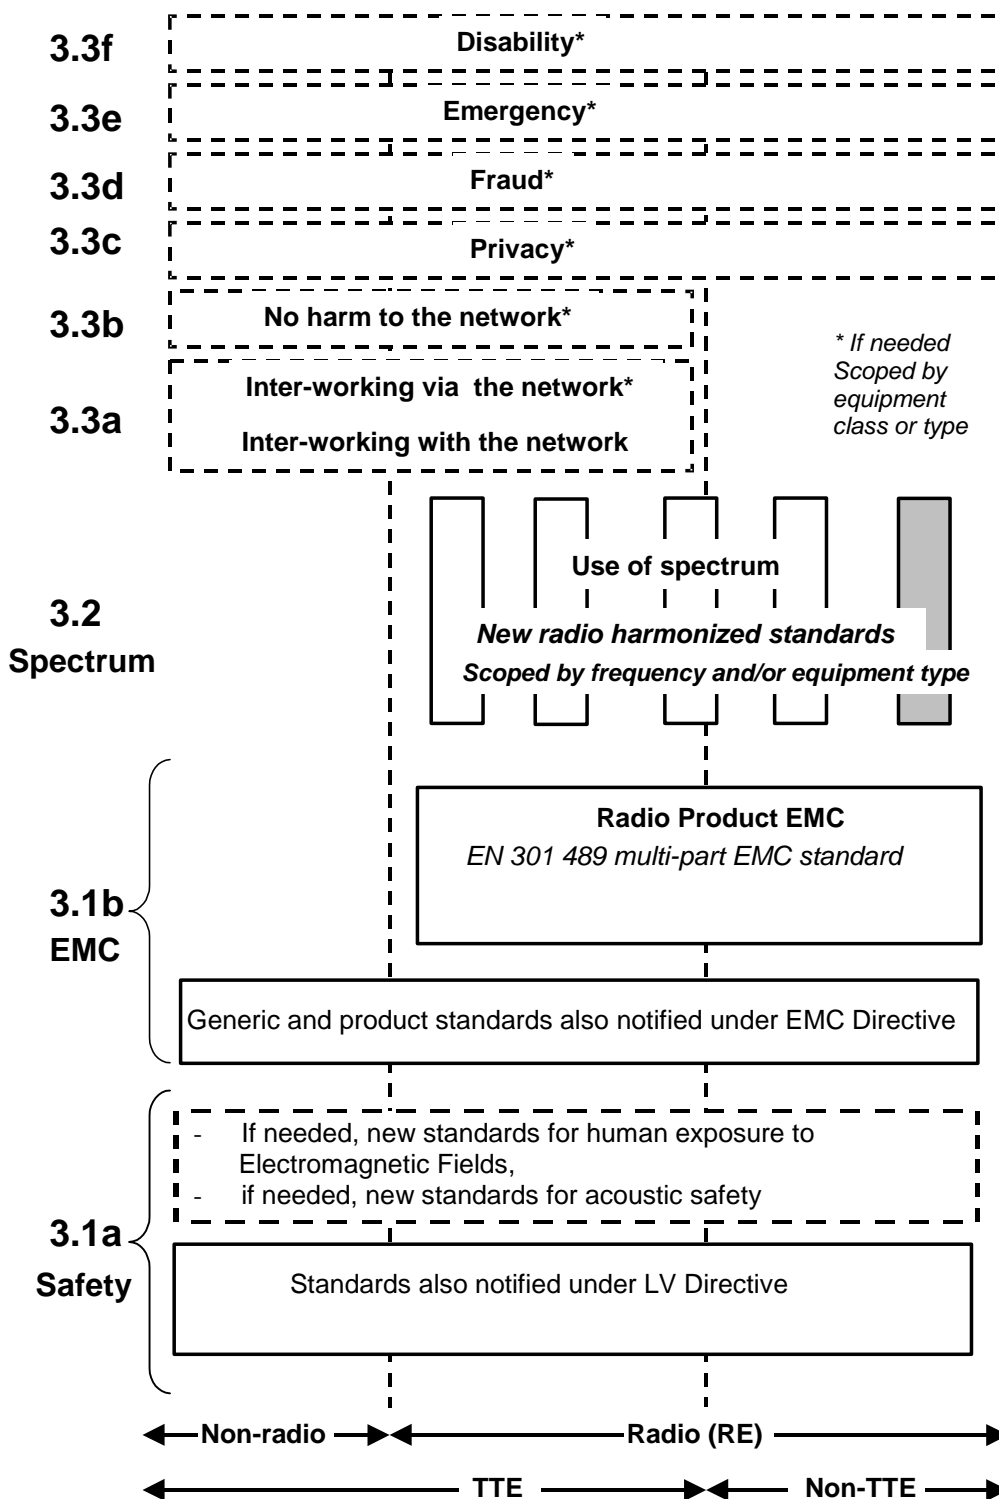 3.3f
Disability*
3.3e
Emergency*
3.3d
Fraud*
3.3c
Privacy*
3.3b
No harm to the network*
* If needed
Scoped by
equipment
class or type
3.3a
Inter-working via the network*
Inter-working with the network
Use of spectrum
3.2
Spectrum
New radio harmonized standards
Scoped by frequency and/or equipment type
Radio Product EMC
EN 301 489 multi-part EMC standard
3.1b
EMC
Generic and product standards also notified under EMC Directive
- If needed, new standards for human exposure to
Electromagnetic Fields,
- if needed, new standards for acoustic safety
3.1a
Safety
Standards also notified under LV Directive
Non-radio
Radio (RE)
TTE
Non-TTE